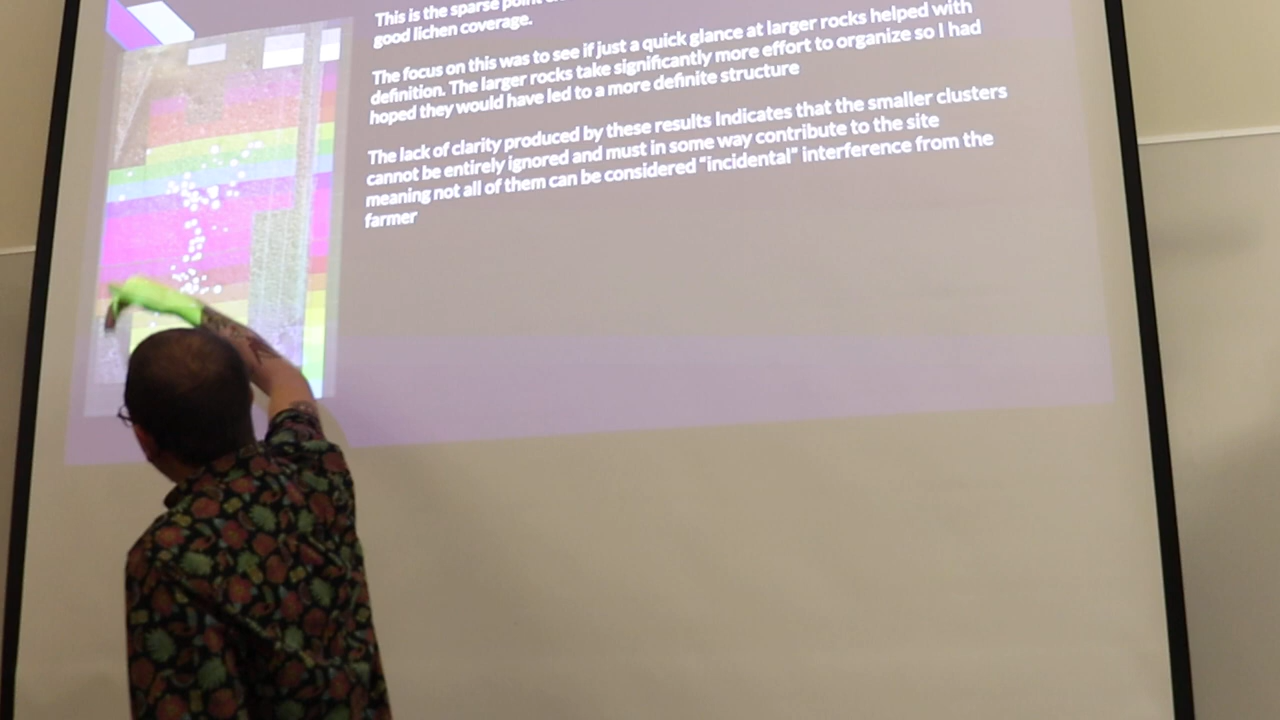 This is the sparse point
good lichen coverage.
The focus on this was to see if just a quick glance at larger rocks helped with
definition. The larger rocks take significantly more effort to organize so I had
hoped they would have led to a more definite structure
The lack of clarity produced by these results Indicates that the smaller clusters
cannot be entirely ignored and must in some way contribute to the site
meaning not all of them can be considered “incidental” interference from the
farmer